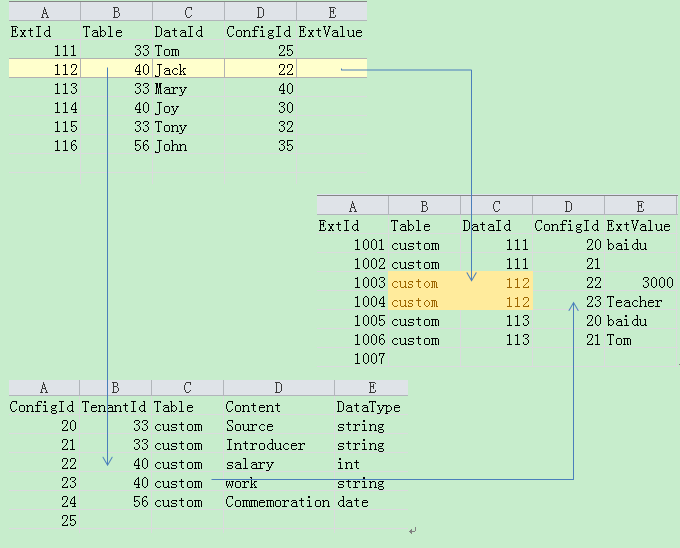 A B C D E
ExtId Table DataId ConfigId ExtValue
111 33 Tom 25
112 40 Jack 22
113 33 Mary 40
114 40 Joy 30
115 33 Tony 32
116 56 John 35
A B C D E
ExtId Table DataId ConfigId ExtValue
1001 custom 111 20 baidu
1002 custom 111 21
1003 custom 112 22 3000
1004 custom 112 23 Teacher
1005 custom 113 20 baidu
1006 custom 113 21 Tom
1007
A B C D E
ConfigId TenantId Table Content DataType
20 33 custom Source string
21 33 custom Introducer string
22 40 custom salary int
23 40 custom work string
24 56 custom Commemoration date
25